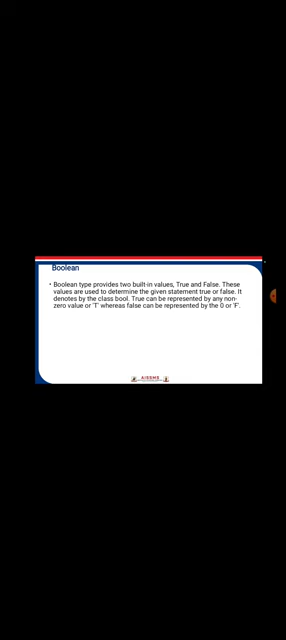 Boolean
• Boolean type provides two built-in values, True and False. These
values are used to determine the given statement true or false. It
denotes by the class bool. True can be represented by any non-
zero value or 'T' whereas false can be represented by the 0 or 'F'.
AISSMS